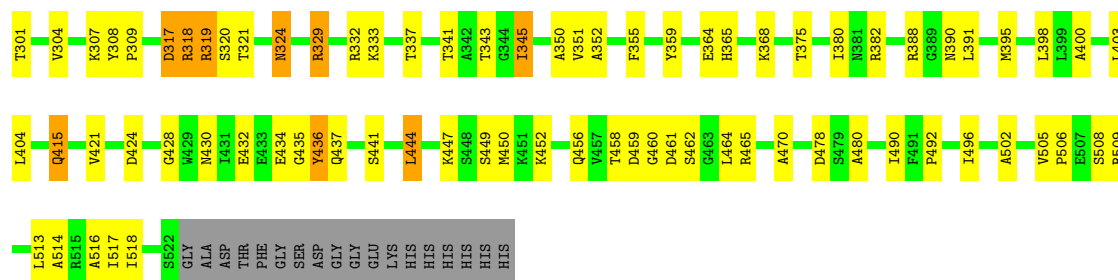 T301 V304 K307 Y308 P309 D317 R318 R319 S320 T321 N324 R329 R332 K333 T337 T341 A342 T343 G344 I345 A350 V351 A352 F355 Y359 E364 H365 K368 T375 I380 N381 R382 R388 G389 N390 L391 M395 L398 L399 A400 L403
L404 Q415 V421 D424 G428 W429 N430 I431 E432 E433 E434 G435 Y436 Q437 S441 L444 K447 S448 S449 M450 K451 K452 Q456 V457 T458 D459 G460 D461 S462 G463 L464 R465 A470 D478 S479 A480 I490 F491 P492 I496 A502 V505 P506 E507 S508
L513 A514 R515 A516 I517 I518 S522 GLY ALA ASP THR PHE GLY SER ASP GLY GLY GLU LYS HIS HIS HIS HIS HIS HIS